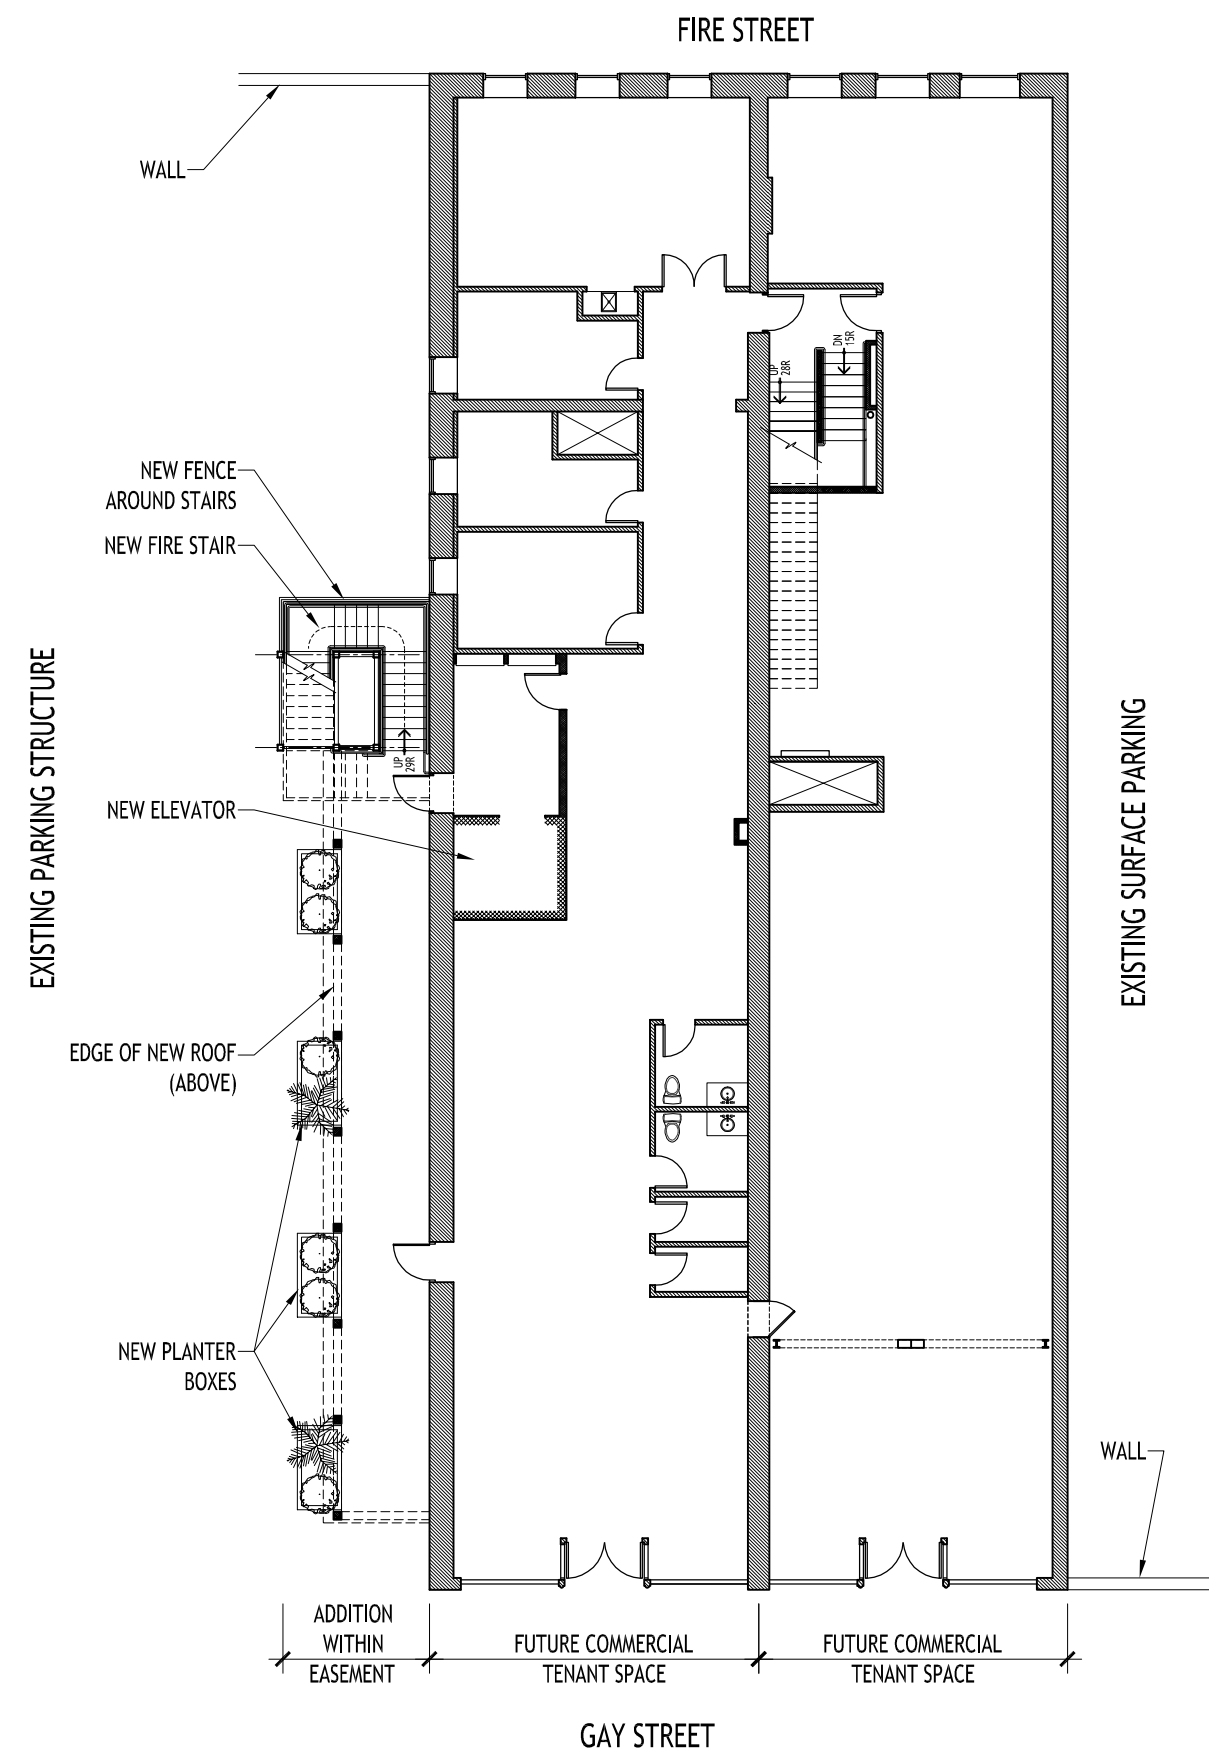 FIRE STREET
WALL
DN
15R
UP
28R
NEW FENCE
AROUND STAIRS
NEW FIRE STAIR
EXISTING PARKING STRUCTURE
EXISTING SURFACE PARKING
UP
29R
NEW ELEVATOR
EDGE OF NEW ROOF
(ABOVE)
NEW PLANTER
BOXES
WALL
ADDITION
WITHIN
EASEMENT
FUTURE COMMERCIAL
TENANT SPACE
FUTURE COMMERCIAL
TENANT SPACE
GAY STREET